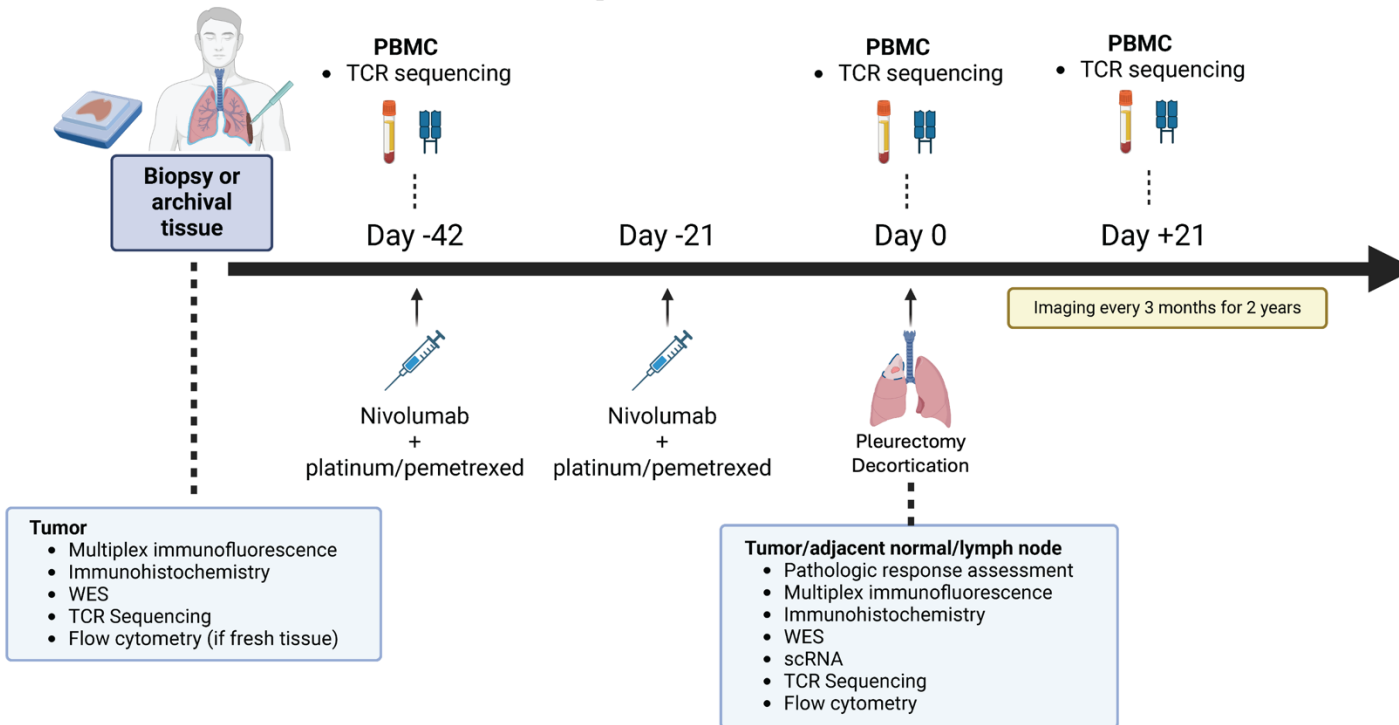 PBMC
• TCR sequencing
PBMC
• TCR sequencing
PBMC
• TCR sequencing
Biopsy or
archival
tissue
Day -42
Day -21
Day 0
Day +21
Imaging every 3 months for 2 years
Nivolumab
+
platinum/pemetrexed
Nivolumab
+
platinum/pemetrexed
Pleurectomy
Decortication
Tumor
• Multiplex immunofluorescence
• Immunohistochemistry
• WES
• TCR Sequencing
• Flow cytometry (if fresh tissue)
Tumor/adjacent normal/lymph node
• Pathologic response assessment
• Multiplex immunofluorescence
• Immunohistochemistry
• WES
• scRNA
• TCR Sequencing
• Flow cytometry